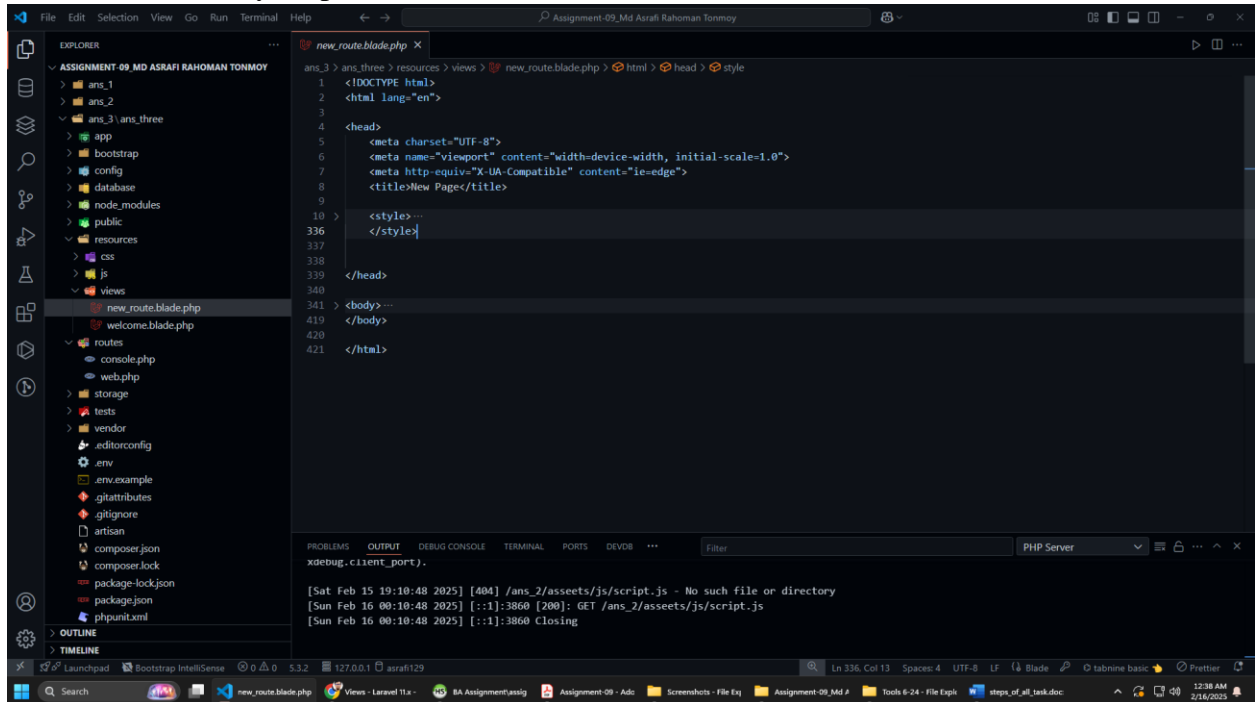 File Edit Selection View Go Run Terminal Help
Assignment-09_Md Asrafi Rahoman Tonmoy
EXPLORER
ASSIGNMENT-09_MD ASRAFI RAHOMAN TONMOY
ans_1
ans_2
ans_3\ans_three
app
bootstrap
config
database
node_modules
public
resources
css
js
views
new_route.blade.php
welcome.blade.php
routes
console.php
web.php
storage
tests
vendor
.editorconfig
.env
.env.example
.gitattributes
.gitignore
artisan
composer.json
composer.lock
package-lock.json
package.json
phpunit.xml
OUTLINE
TIMELINE
new_route.blade.php
ans_3 > ans_three > resources > views > new_route.blade.php > html > head > style
1 <!DOCTYPE html>
2 <html lang="en">
3
4 <head>
5 <meta charset="UTF-8">
6 <meta name="viewport" content="width=device-width, initial-scale=1.0">
7 <meta http-equiv="X-UA-Compatible" content="ie=edge">
8 <title>New Page</title>
9
10 <style>…
336 </style>
337
338
339 </head>
340
341 <body>…
419 </body>
420
421 </html>
PROBLEMS OUTPUT DEBUG CONSOLE TERMINAL PORTS DEVDB Filter PHP Server
xdebug.client_port).
[Sat Feb 15 19:10:48 2025] [404] /ans_2/asseets/js/script.js - No such file or directory
[Sun Feb 16 00:10:48 2025] [::1]:3860 [200]: GET /ans_2/asseets/js/script.js
[Sun Feb 16 00:10:48 2025] [::1]:3860 Closing
Launchpad Bootstrap IntelliSense 0 0 5.3.2 127.0.0.1 asrafi129 Ln 336, Col 13 Spaces: 4 UTF-8 LF Blade tabnine basic Prettier
Search new_route.blade.php Views - Laravel 11.x - BA Assignment\assig Assignment-09 - Ado Screenshots - File Exp Assignment-09_Md A Tools 6-24 - File Expl steps_of_all_task.doc 12:38 AM
2/16/2025